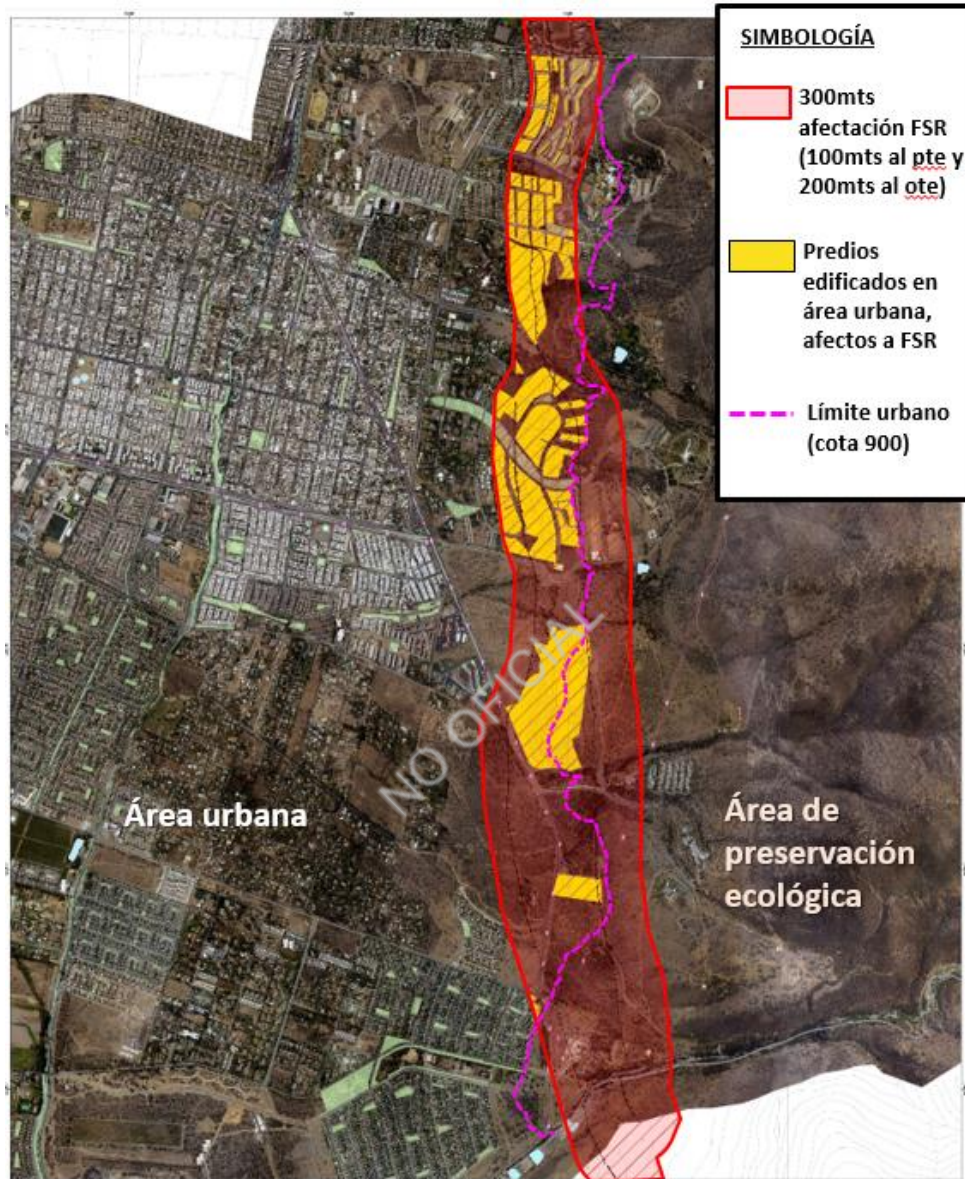 SIMBOLOGÍA
300mts
afectación FSR
(100mts al pte y
200mts al ote)
Predios
edificados en
área urbana,
afectos a FSR
Límite urbano
(cota 900)
NO OFICIAL
Área urbana
Área de
preservación
ecológica